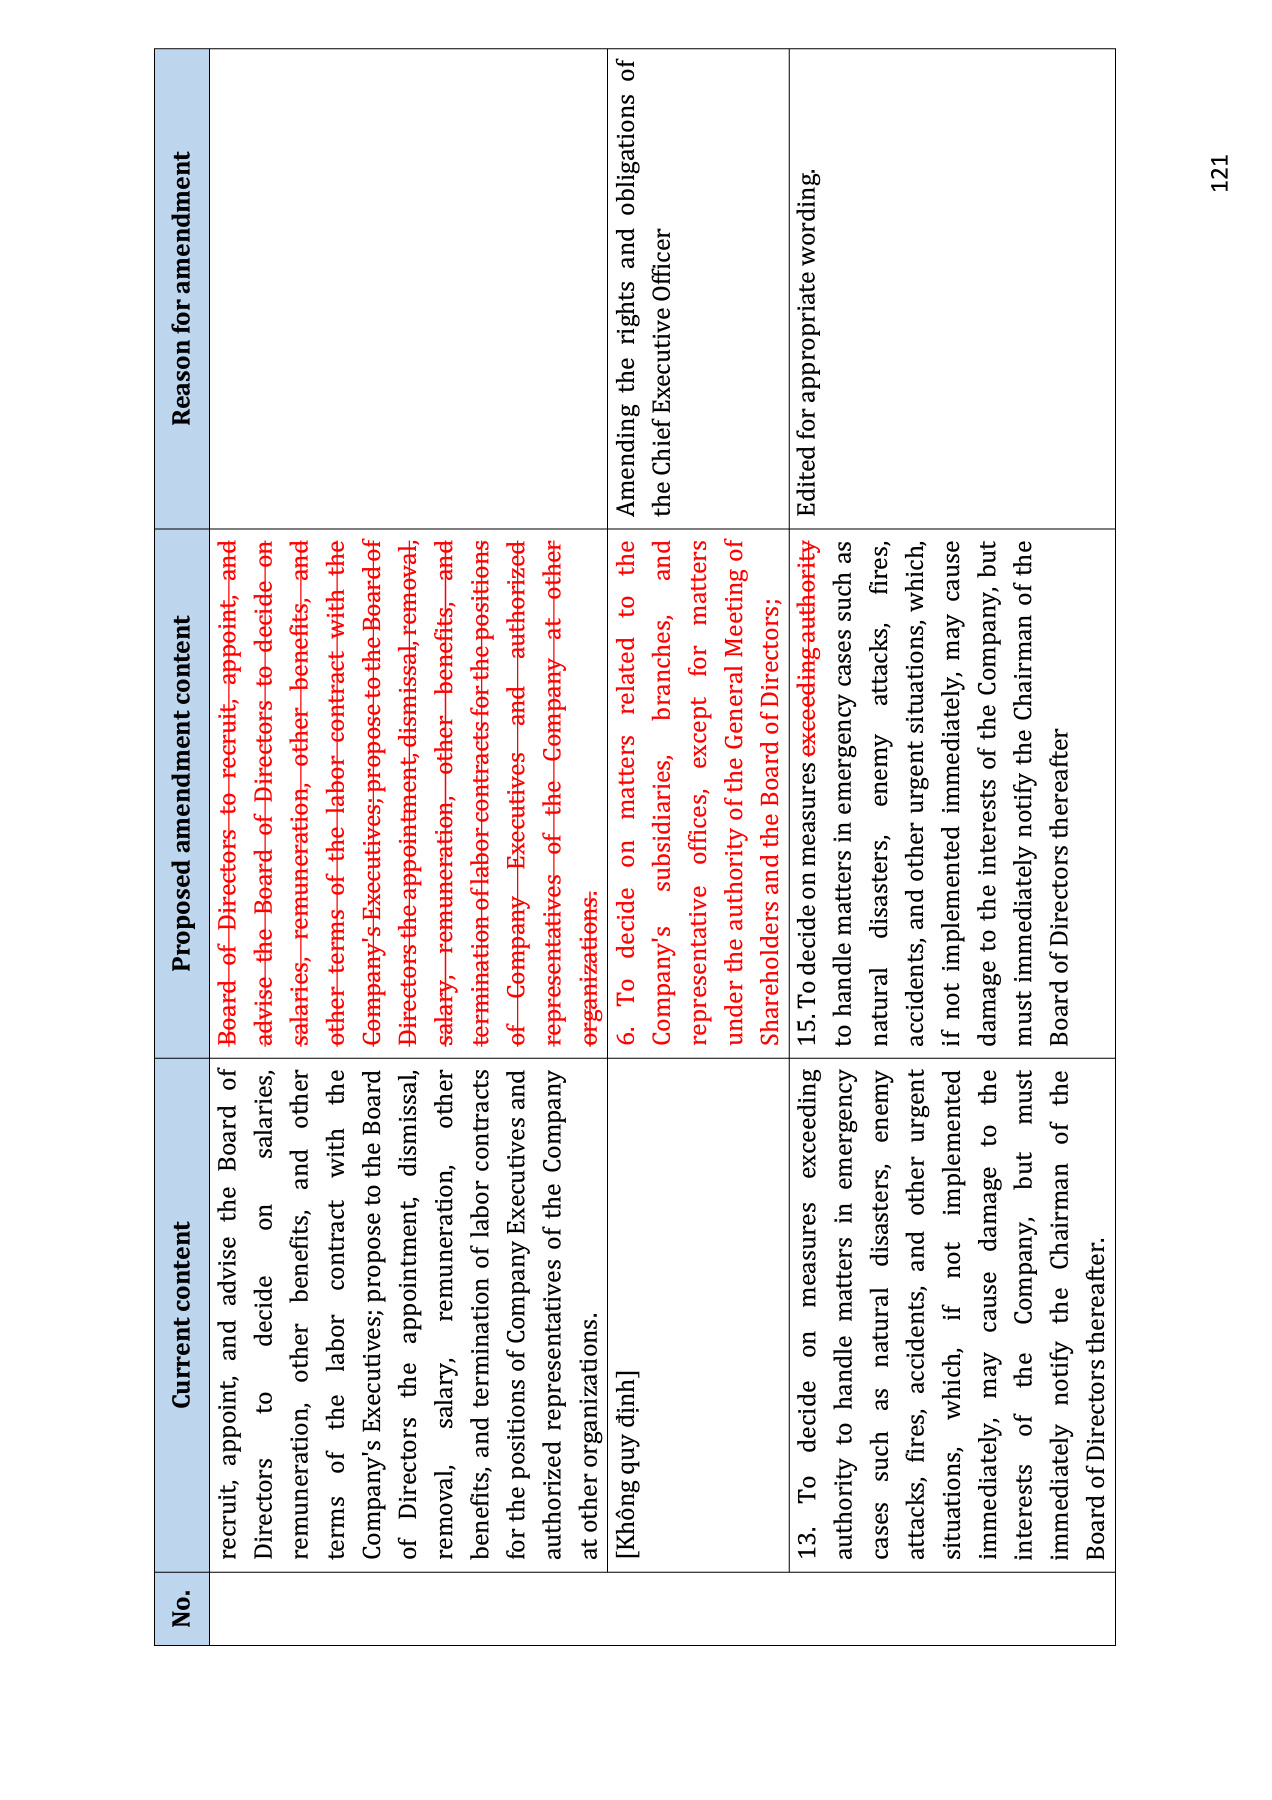 No.
Current content
Proposed amendment content
Reason for amendment
recruit, appoint, and advise the Board of
Directors to decide on salaries,
remuneration, other benefits, and other
terms of the labor contract with the
Company's Executives; propose to the Board
of Directors the appointment, dismissal,
removal, salary, remuneration, other
benefits, and termination of labor contracts
for the positions of Company Executives and
authorized representatives of the Company
at other organizations.
Board of Directors to recruit, appoint, and
advise the Board of Directors to decide on
salaries, remuneration, other benefits, and
other terms of the labor contract with the
Company's Executives; propose to the Board of
Directors the appointment, dismissal, removal,
salary, remuneration, other benefits, and
termination of labor contracts for the positions
of Company Executives and authorized
representatives of the Company at other
organizations.
[Không quy định]
6. To decide on matters related to the
Company's subsidiaries, branches, and
representative offices, except for matters
under the authority of the General Meeting of
Shareholders and the Board of Directors;
Amending the rights and obligations of
the Chief Executive Officer
13. To decide on measures exceeding
authority to handle matters in emergency
cases such as natural disasters, enemy
attacks, fires, accidents, and other urgent
situations, which, if not implemented
immediately, may cause damage to the
interests of the Company, but must
immediately notify the Chairman of the
Board of Directors thereafter.
15. To decide on measures exceeding authority
to handle matters in emergency cases such as
natural disasters, enemy attacks, fires,
accidents, and other urgent situations, which,
if not implemented immediately, may cause
damage to the interests of the Company, but
must immediately notify the Chairman of the
Board of Directors thereafter
Edited for appropriate wording.
121